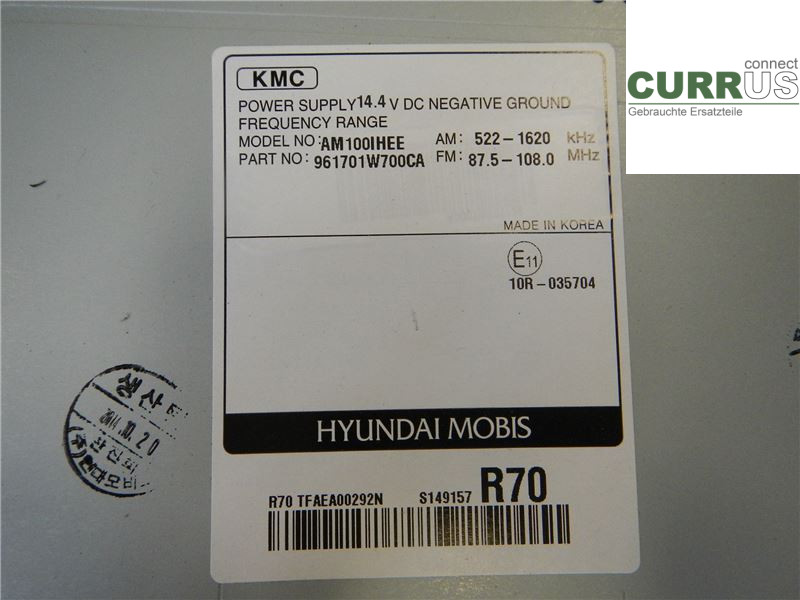 connect
CURRUS
Gebrauchte Ersatzteile
KMC
POWER SUPPLY 14.4 V DC NEGATIVE GROUND
FREQUENCY RANGE
MODEL NO: AM100IHEE AM: 522-1620 kHz
PART NO: 961701W700CA FM: 87.5-108.0 MHz
MADE IN KOREA
E11
10R-035704
HYUNDAI MOBIS
R70 TFAEA00292N S149157 R70
생산